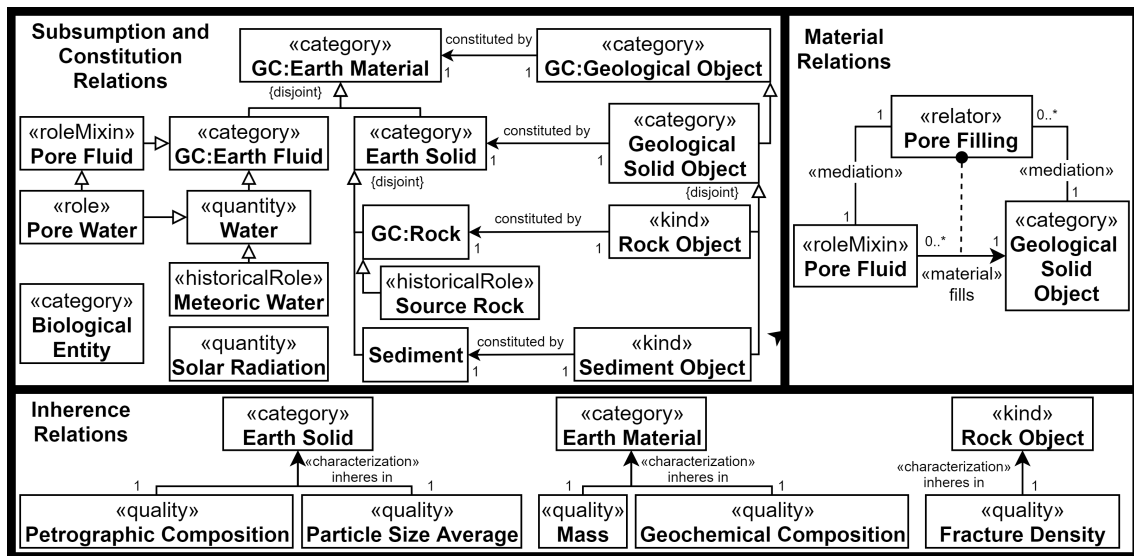 Subsumption and
Constitution
Relations
«category»
GC:Earth Material
constituted by
1
1
«category»
GC:Geological Object
{disjoint}
«roleMixin»
Pore Fluid
«category»
GC:Earth Fluid
«category»
Earth Solid
constituted by
1
1
«category»
Geological
Solid Object
{disjoint}
{disjoint}
«role»
Pore Water
«quantity»
Water
GC:Rock
constituted by
1
1
«kind»
Rock Object
«historicalRole»
Meteoric Water
«historicalRole»
Source Rock
«category»
Biological
Entity
«quantity»
Solar Radiation
Sediment
constituted by
1
1
«kind»
Sediment Object
Material
Relations
1
«relator»
Pore Filling
0..*
«mediation»
«mediation»
1
1
«roleMixin»
Pore Fluid
0..*
1
«material»
fills
«category»
Geological
Solid
Object
Inherence
Relations
«category»
Earth Solid
«characterization»
inheres in
1
1
«quality»
Petrographic Composition
«quality»
Particle Size Average
«category»
Earth Material
«characterization»
inheres in
1
1
«quality»
Mass
«quality»
Geochemical Composition
«kind»
Rock Object
«characterization»
inheres in
1
«quality»
Fracture Density